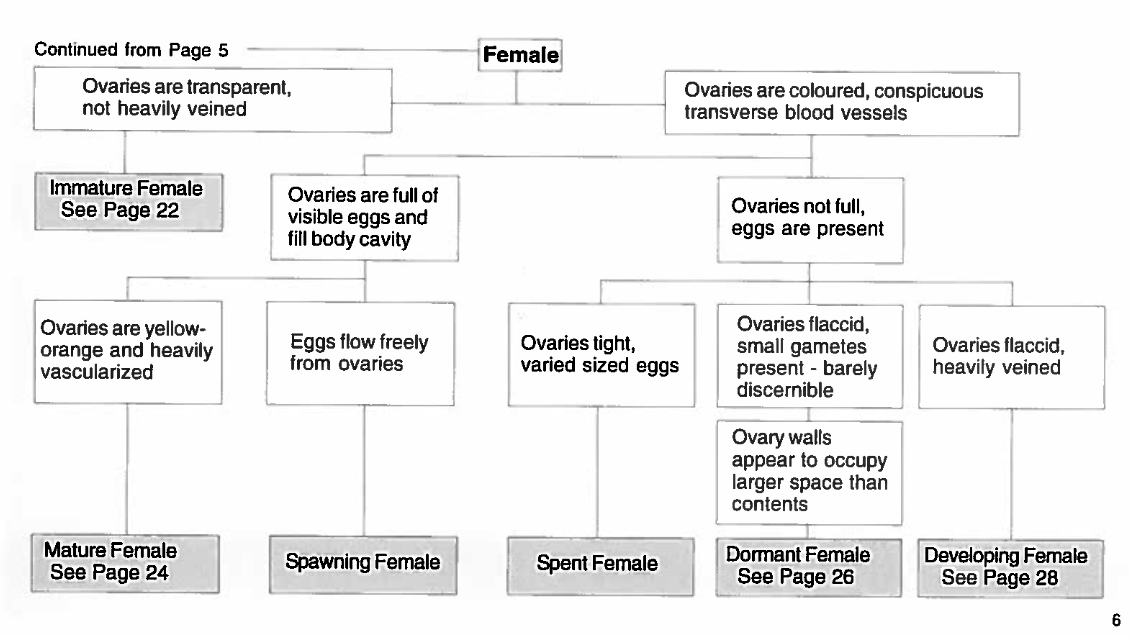 Continued from Page 5
Female
Ovaries are transparent,
not heavily veined
Ovaries are coloured, conspicuous
transverse blood vessels
Immature Female
See Page 22
Ovaries are full of
visible eggs and
fill body cavity
Ovaries not full,
eggs are present
Ovaries are yellow-
orange and heavily
vascularized
Eggs flow freely
from ovaries
Ovaries tight,
varied sized eggs
Ovaries flaccid,
small gametes
present - barely
discernible
Ovaries flaccid,
heavily veined
Ovary walls
appear to occupy
larger space than
contents
Mature Female
See Page 24
Spawning Female
Spent Female
Dormant Female
See Page 26
Developing Female
See Page 28
6